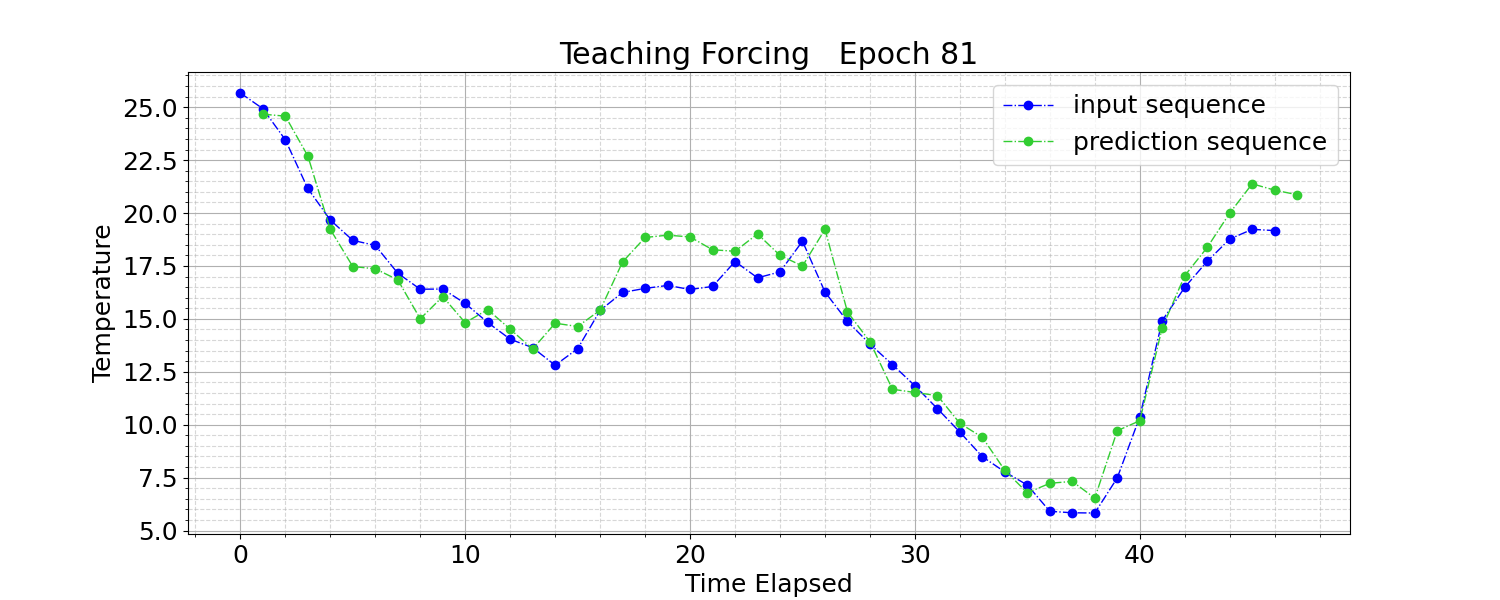 Teaching Forcing   Epoch 81
input sequence
prediction sequence
Temperature
25.0
22.5
20.0
17.5
15.0
12.5
10.0
7.5
5.0
0 10 20 30 40
Time Elapsed